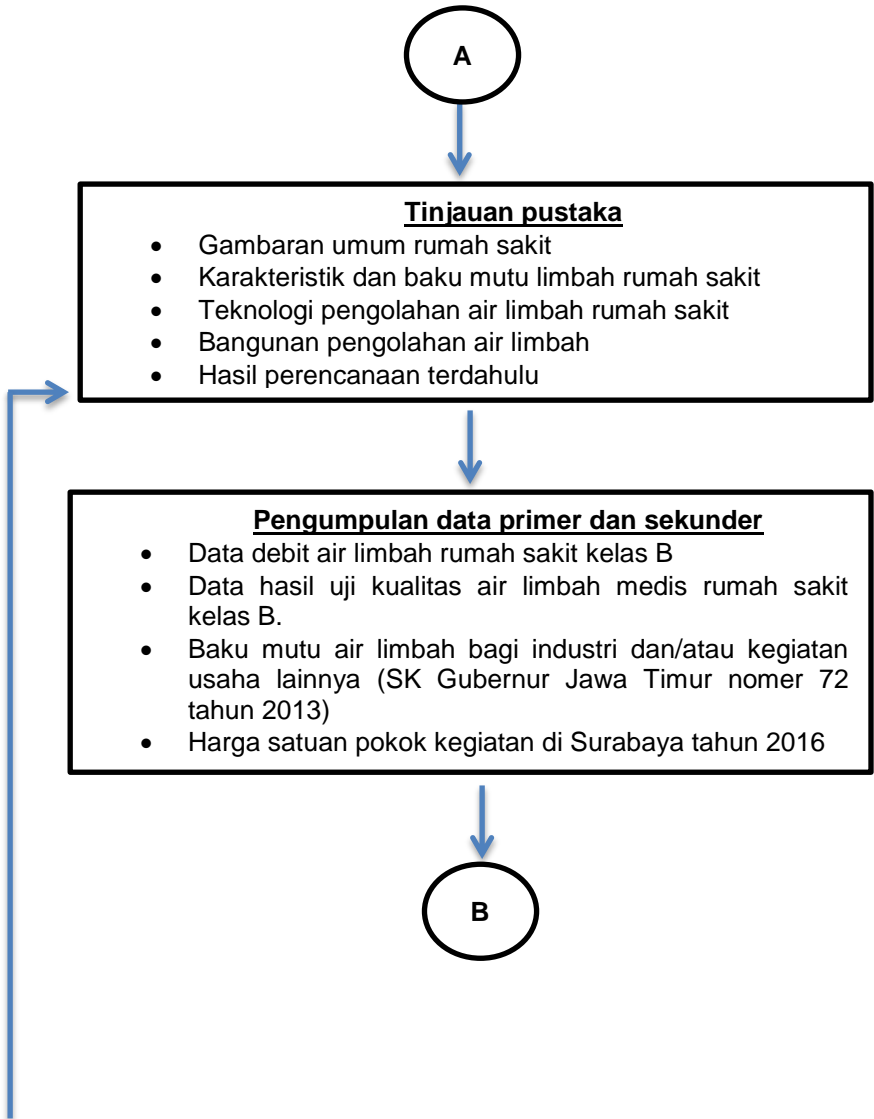 A
Tinjauan pustaka
• Gambaran umum rumah sakit
• Karakteristik dan baku mutu limbah rumah sakit
• Teknologi pengolahan air limbah rumah sakit
• Bangunan pengolahan air limbah
• Hasil perencanaan terdahulu
Pengumpulan data primer dan sekunder
• Data debit air limbah rumah sakit kelas B
• Data hasil uji kualitas air limbah medis rumah sakit
kelas B.
• Baku mutu air limbah bagi industri dan/atau kegiatan
usaha lainnya (SK Gubernur Jawa Timur nomer 72
tahun 2013)
• Harga satuan pokok kegiatan di Surabaya tahun 2016
B